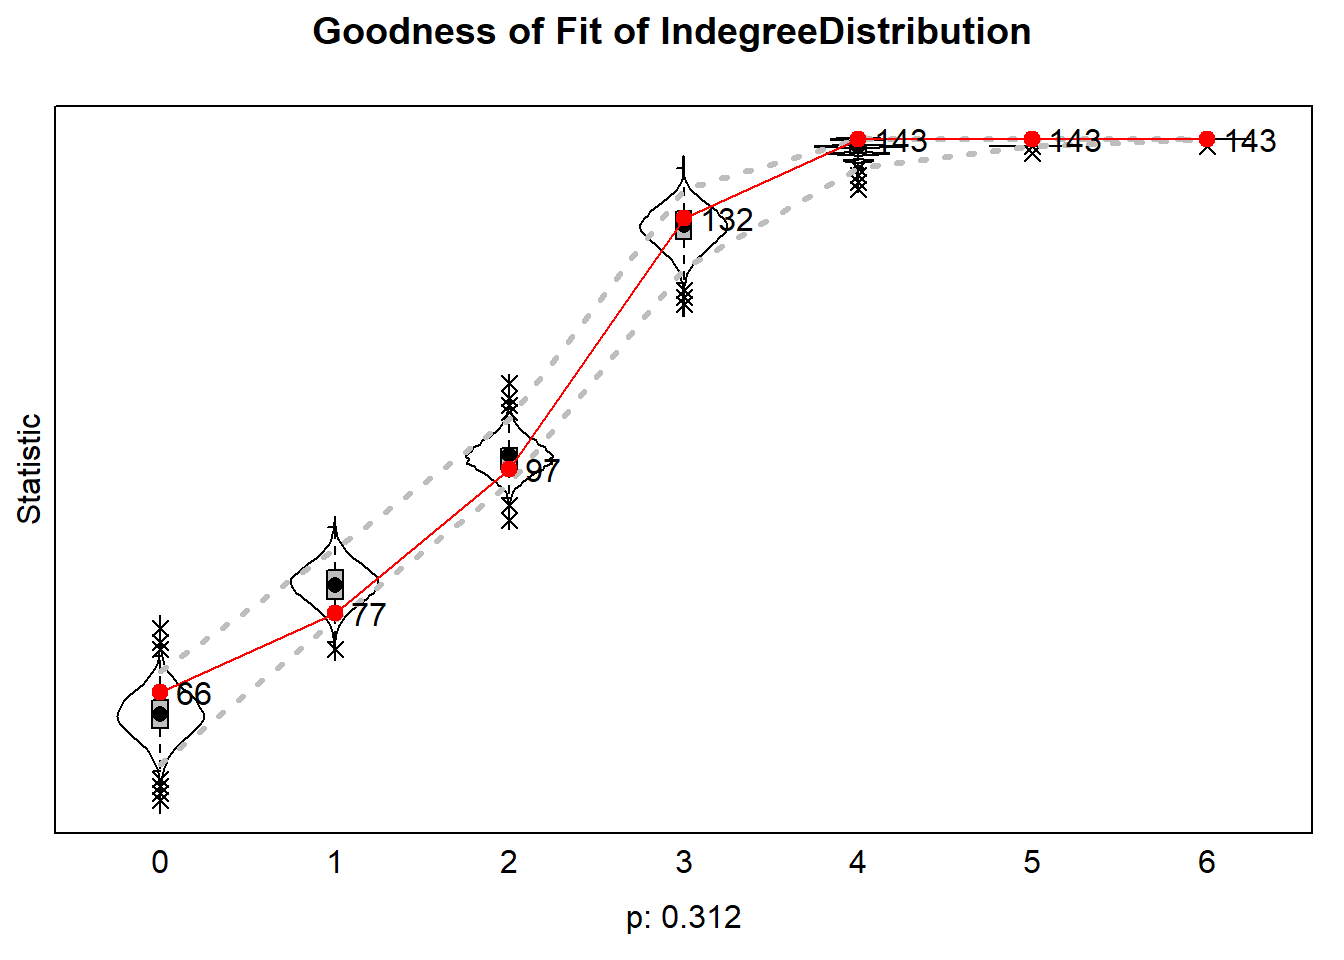 Goodness of Fit of IndegreeDistribution
Statistic
66
77
97
132
143
143
143
0 1 2 3 4 5 6
p: 0.312